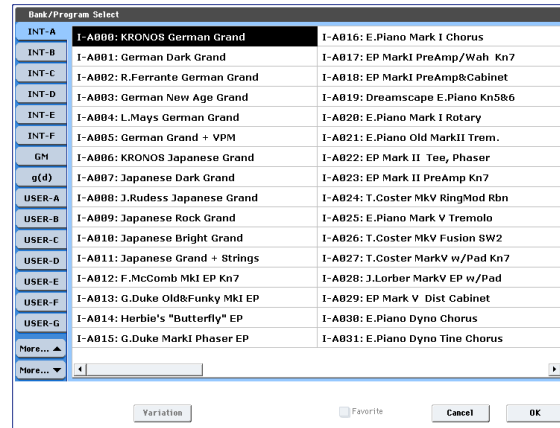 Bank/Program Select
INT-A
INT-B
INT-C
INT-D
INT-E
INT-F
GM
g(d)
USER-A
USER-B
USER-C
USER-D
USER-E
USER-F
USER-G
More...
More...
I-A000: KRONOS German Grand
I-A001: German Dark Grand
I-A002: R.Ferrante German Grand
I-A003: German New Age Grand
I-A004: L.Mays German Grand
I-A005: German Grand + VPM
I-A006: KRONOS Japanese Grand
I-A007: Japanese Dark Grand
I-A008: J.Rudess Japanese Grand
I-A009: Japanese Rock Grand
I-A010: Japanese Bright Grand
I-A011: Japanese Grand + Strings
I-A012: F.McComb MkI EP Kn7
I-A013: G.Duke Old&Funky MkI EP
I-A014: Herbie's "Butterfly" EP
I-A015: G.Duke MarkI Phaser EP
I-A016: E.Piano Mark I Chorus
I-A017: EP MarkI PreAmp/Wah Kn7
I-A018: EP MarkI PreAmp&Cabinet
I-A019: Dreamscape E.Piano Kn5&6
I-A020: E.Piano Mark I Rotary
I-A021: E.Piano Old MarkII Trem.
I-A022: EP Mark II Tee, Phaser
I-A023: EP Mark II PreAmp Kn7
I-A024: T.Coster MkV RingMod Rbn
I-A025: E.Piano Mark V Tremolo
I-A026: T.Coster MkV Fusion SW2
I-A027: T.Coster MarkV w/Pad Kn7
I-A028: J.Lorber MarkV EP w/Pad
I-A029: EP Mark V Dist Cabinet
I-A030: E.Piano Dyno Chorus
I-A031: E.Piano Dyno Tine Chorus
Variation
Favorite
Cancel
OK